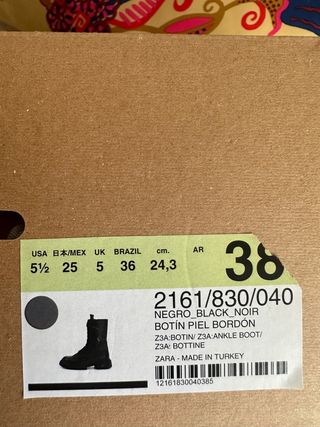 USA 日本/MEX UK BRAZIL cm. AR
5½ 25 5 36 24,3 38
2161/830/040
NEGRO_BLACK_NOIR
BOTÍN PIEL BORDÓN
Z3A:BOTIN/ Z3A:ANKLE BOOT/
Z3A: BOTTINE
ZARA - MADE IN TURKEY
12161830040385